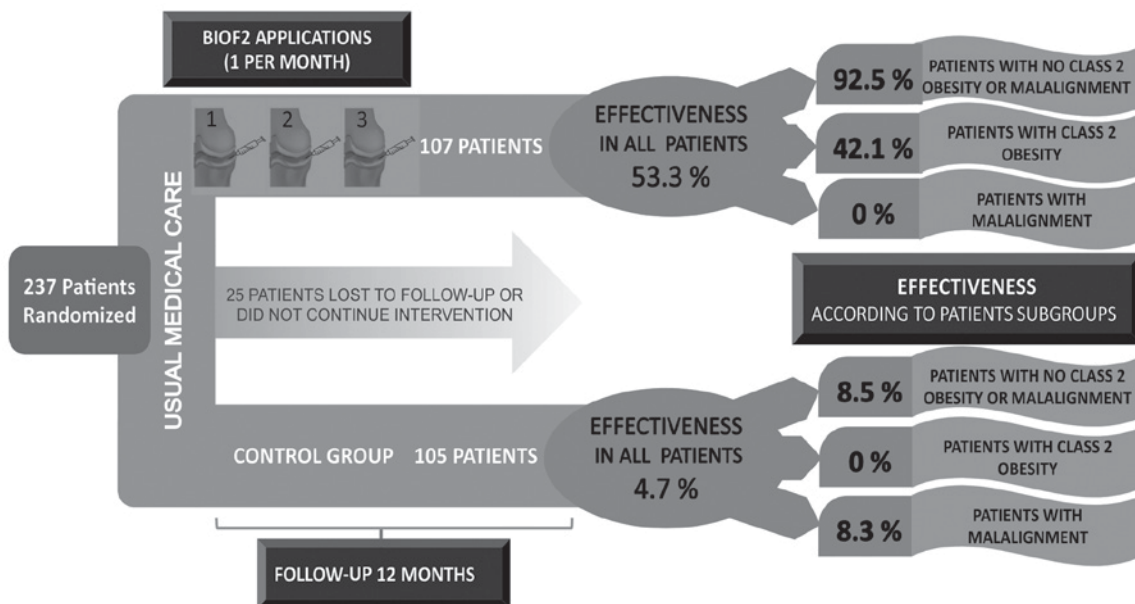 BIOF2 APPLICATIONS
(1 PER MONTH)
1
2
3
107 PATIENTS
EFFECTIVENESS
IN ALL PATIENTS
53.3 %
92.5 %
PATIENTS WITH NO CLASS 2
OBESITY OR MALALIGNMENT
42.1 %
PATIENTS WITH CLASS 2
OBESITY
0 %
PATIENTS WITH
MALALIGNMENT
237 Patients
Randomized
USUAL MEDICAL CARE
25 PATIENTS LOST TO FOLLOW-UP OR
DID NOT CONTINUE INTERVENTION
EFFECTIVENESS
ACCORDING TO PATIENTS SUBGROUPS
CONTROL GROUP 105 PATIENTS
EFFECTIVENESS
IN ALL PATIENTS
4.7 %
8.5 %
PATIENTS WITH NO CLASS 2
OBESITY OR MALALIGNMENT
0 %
PATIENTS WITH CLASS 2
OBESITY
8.3 %
PATIENTS WITH
MALALIGNMENT
FOLLOW-UP 12 MONTHS